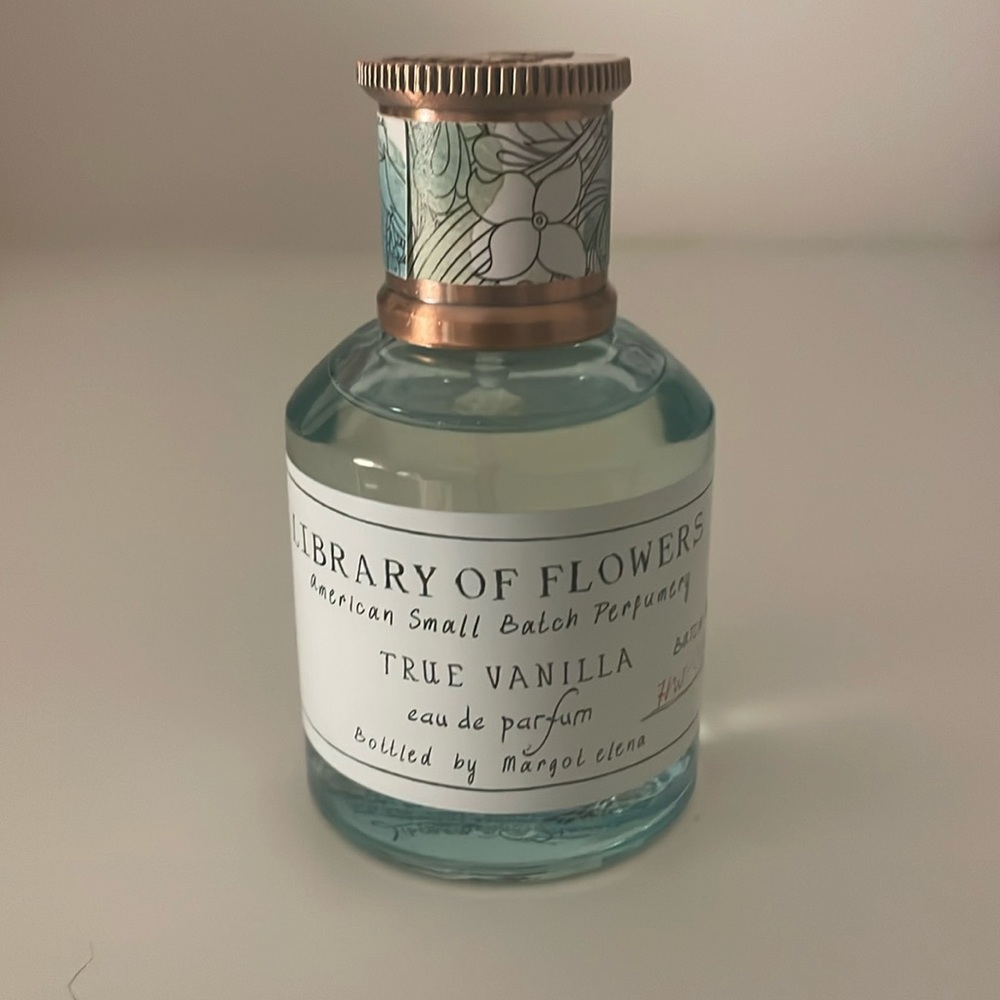 LIBRARY OF FLOWERS
american Small Batch Perfumery
TRUE VANILLA
eau de parfum
Bottled by Margot elena